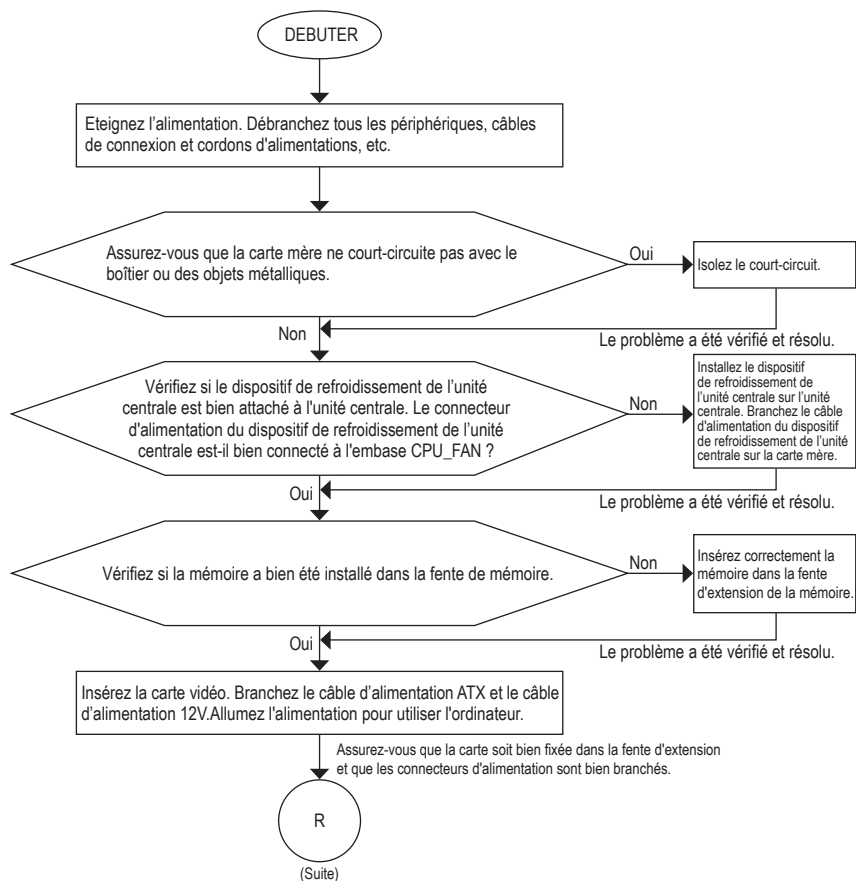 DEBUTER
Eteignez l’alimentation. Débranchez tous les périphériques, câbles
de connexion et cordons d'alimentations, etc.
Assurez-vous que la carte mère ne court-circuite pas avec le
boîtier ou des objets métalliques.
Oui
Isolez le court-circuit.
Non
Le problème a été vérifié et résolu.
Vérifiez si le dispositif de refroidissement de l’unité
centrale est bien attaché à l'unité centrale. Le connecteur
d'alimentation du dispositif de refroidissement de l’unité
centrale est-il bien connecté à l'embase CPU_FAN ?
Non
Installez le dispositif
de refroidissement de
l’unité centrale sur l’unité
centrale. Branchez le câble
d'alimentation du dispositif
de refroidissement de l’unité
centrale sur la carte mère.
Oui
Le problème a été vérifié et résolu.
Vérifiez si la mémoire a bien été installé dans la fente de mémoire.
Non
Insérez correctement la
mémoire dans la fente
d'extension de la mémoire.
Oui
Le problème a été vérifié et résolu.
Insérez la carte vidéo. Branchez le câble d’alimentation ATX et le câble
d’alimentation 12V.Allumez l'alimentation pour utiliser l'ordinateur.
Assurez-vous que la carte soit bien fixée dans la fente d'extension
et que les connecteurs d'alimentation sont bien branchés.
R
(Suite)